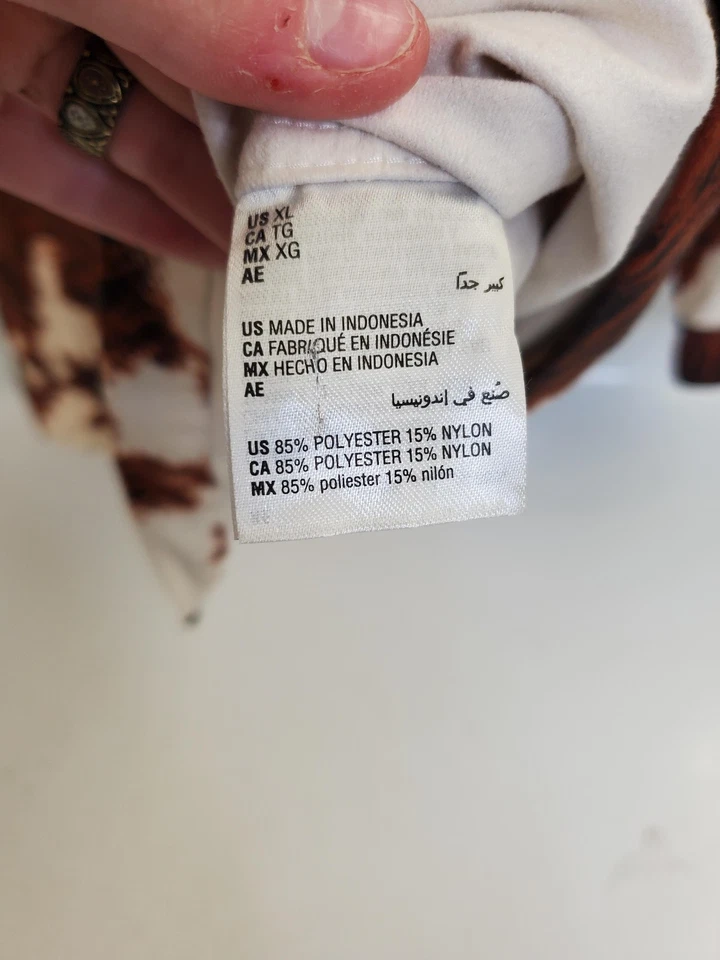 US XL
CA TG
MX XG
AE
كبير جدًا
US MADE IN INDONESIA
CA FABRIQUÉ EN INDONÉSIE
MX HECHO EN INDONESIA
AE
صُنع في إندونيسيا
US 85% POLYESTER 15% NYLON
CA 85% POLYESTER 15% NYLON
MX 85% poliester 15% nilón